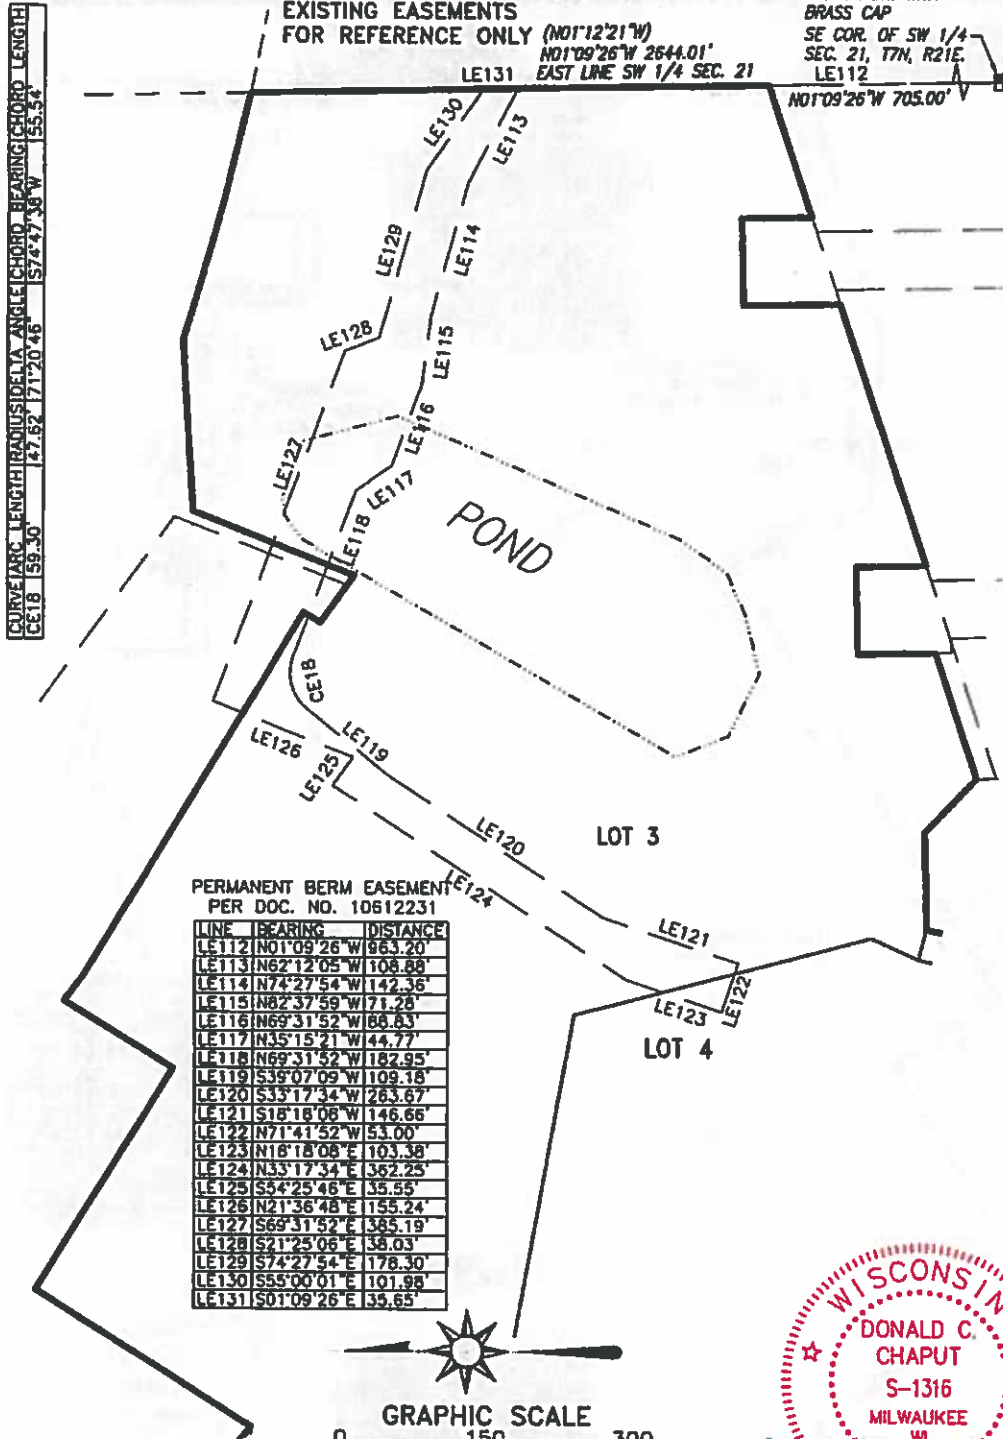 EXISTING EASEMENTS
FOR REFERENCE ONLY
(N01°12'21"W)
N01°09'26"W 2644.01'
EAST LINE SW 1/4 SEC. 21
BRASS CAP
SE COR. OF SW 1/4
SEC. 21, T7N, R21E.
LE112
N01°09'26"W 705.00'
LE131
LE130
LE113
LE129
LE114
LE128
LE115
LE116
LE127
LE117
LE118
POND
CE18
LE119
LE126
LE125
LE120
LE124
LOT 3
LE121
LE122
LE123
LOT 4
CURVE ARC LENGTH RADIUS DELTA ANGLE CHORD BEARING CHORD LENGTH
CE18 59.30' 47.62' 71°20'46" S74°47'38"W 55.54'
PERMANENT BERM EASEMENT
PER DOC. NO. 10612231
LINE BEARING DISTANCE
LE112 N01°09'26"W 963.20'
LE113 N62°12'05"W 108.88'
LE114 N74°27'54"W 142.36'
LE115 N82°37'59"W 71.28'
LE116 N69°31'52"W 88.83'
LE117 N35°15'21"W 44.77'
LE118 N69°31'52"W 182.95'
LE119 S39°07'09"W 109.18'
LE120 S33°17'34"W 263.67'
LE121 S18°18'08"W 146.66'
LE122 N71°41'52"W 53.00'
LE123 N18°18'08"E 103.38'
LE124 N33°17'34"E 362.25'
LE125 S54°25'46"E 35.55'
LE126 N21°36'48"E 155.24'
LE127 S69°31'52"E 385.19'
LE128 S21°25'06"E 38.03'
LE129 S74°27'54"E 178.30'
LE130 S55°00'01"E 101.98'
LE131 S01°09'26"E 35.65'
GRAPHIC SCALE
0 150 300
WISCONSIN
DONALD C.
CHAPUT
S-1316
MILWAUKEE
WI